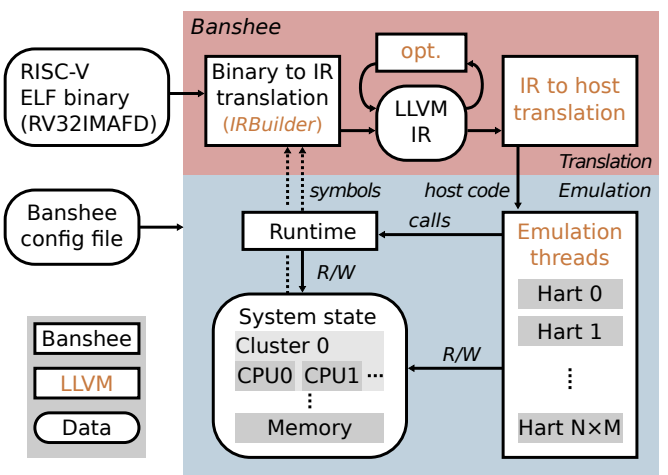 Banshee
RISC-V
ELF binary
(RV32IMAFD)
Binary to IR
translation
(IRBuilder)
opt.
LLVM
IR
IR to host
translation
Translation
symbols
host code
Emulation
Banshee
config file
Runtime
calls
Emulation
threads
R/W
Hart 0
Hart 1
System state
Cluster 0
CPU0
CPU1
...
R/W
⋮
⋮
Memory
Hart N×M
Banshee
LLVM
Data